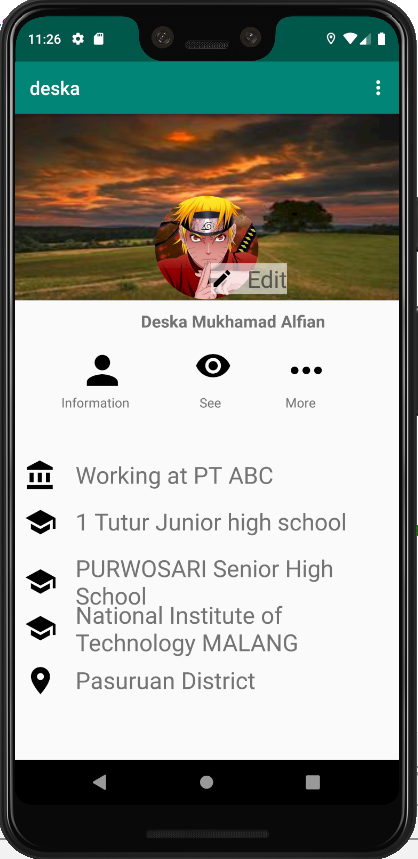 11:26
deska
Edit
Deska Mukhamad Alfian
Information See More
Working at PT ABC
1 Tutur Junior high school
PURWOSARI Senior High
School
National Institute of
Technology MALANG
Pasuruan District